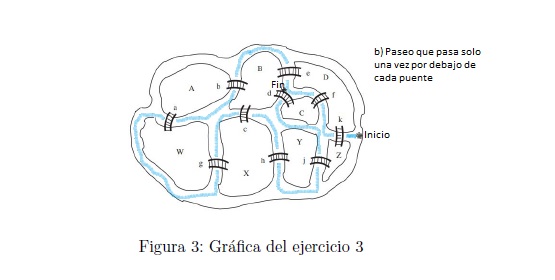 b) Paseo que pasa solo
una vez por debajo de
cada puente
B
e
D
A
b
Fin
d
f
a
C
k
c
Inicio
W
Y
g
h
j
Z
X
Figura 3: Gráfica del ejercicio 3